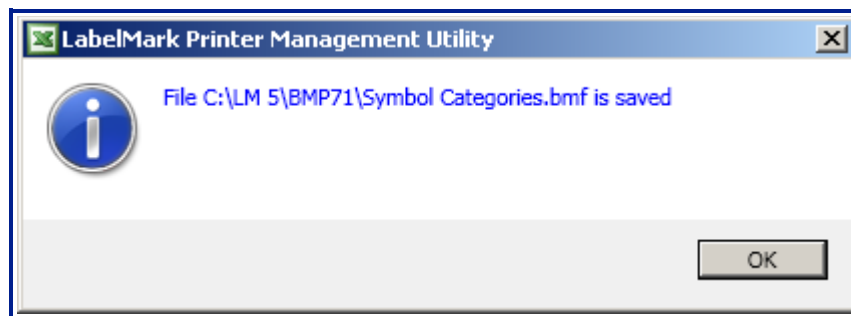 LabelMark Printer Management Utility
File C:\LM 5\BMP71\Symbol Categories.bmf is saved
OK